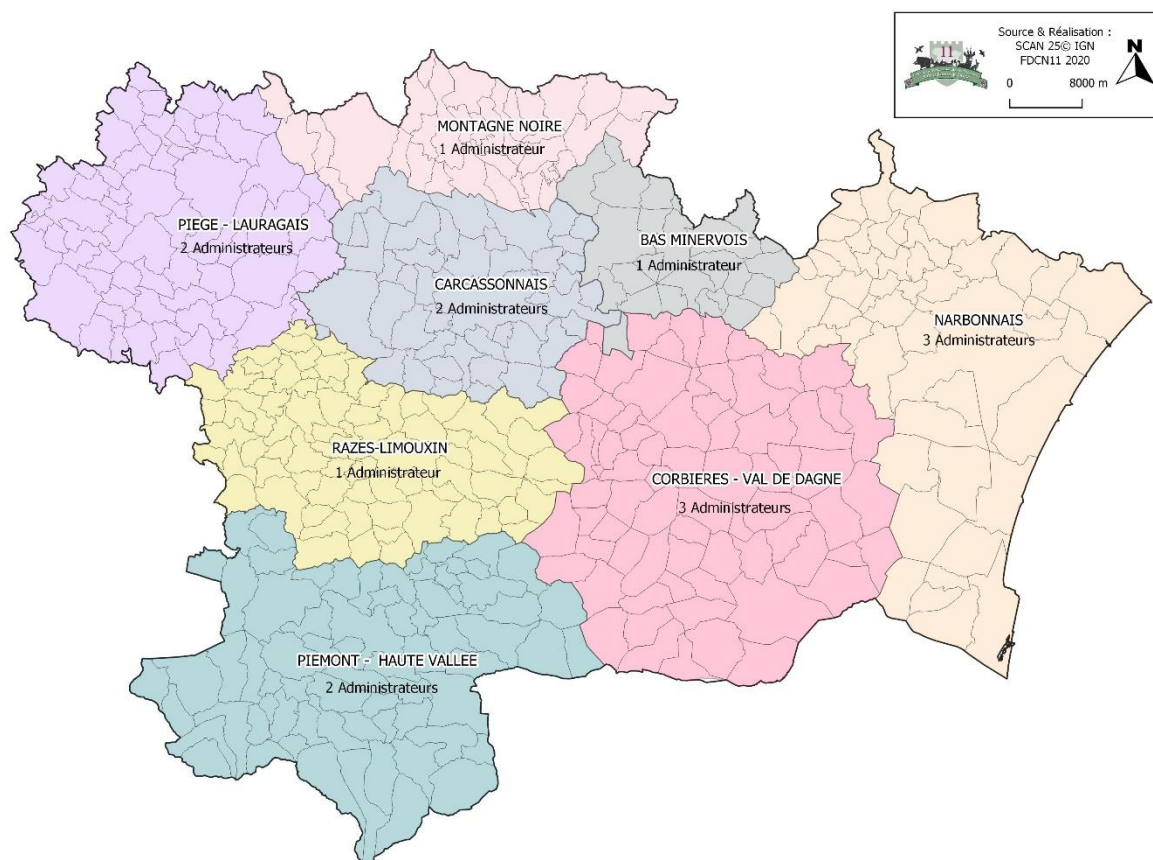 Source & Réalisation :
SCAN 25© IGN
FDCN11 2020
N
0 8000 m
11
MONTAGNE NOIRE
1 Administrateur
PIEGE - LAURAGAIS
2 Administrateurs
BAS MINERVOIS
1 Administrateur
CARCASSONNAIS
2 Administrateurs
NARBONNAIS
3 Administrateurs
RAZES-LIMOUXIN
1 Administrateur
CORBIERES - VAL DE DAGNE
3 Administrateurs
PIEMONT - HAUTE VALLEE
2 Administrateurs